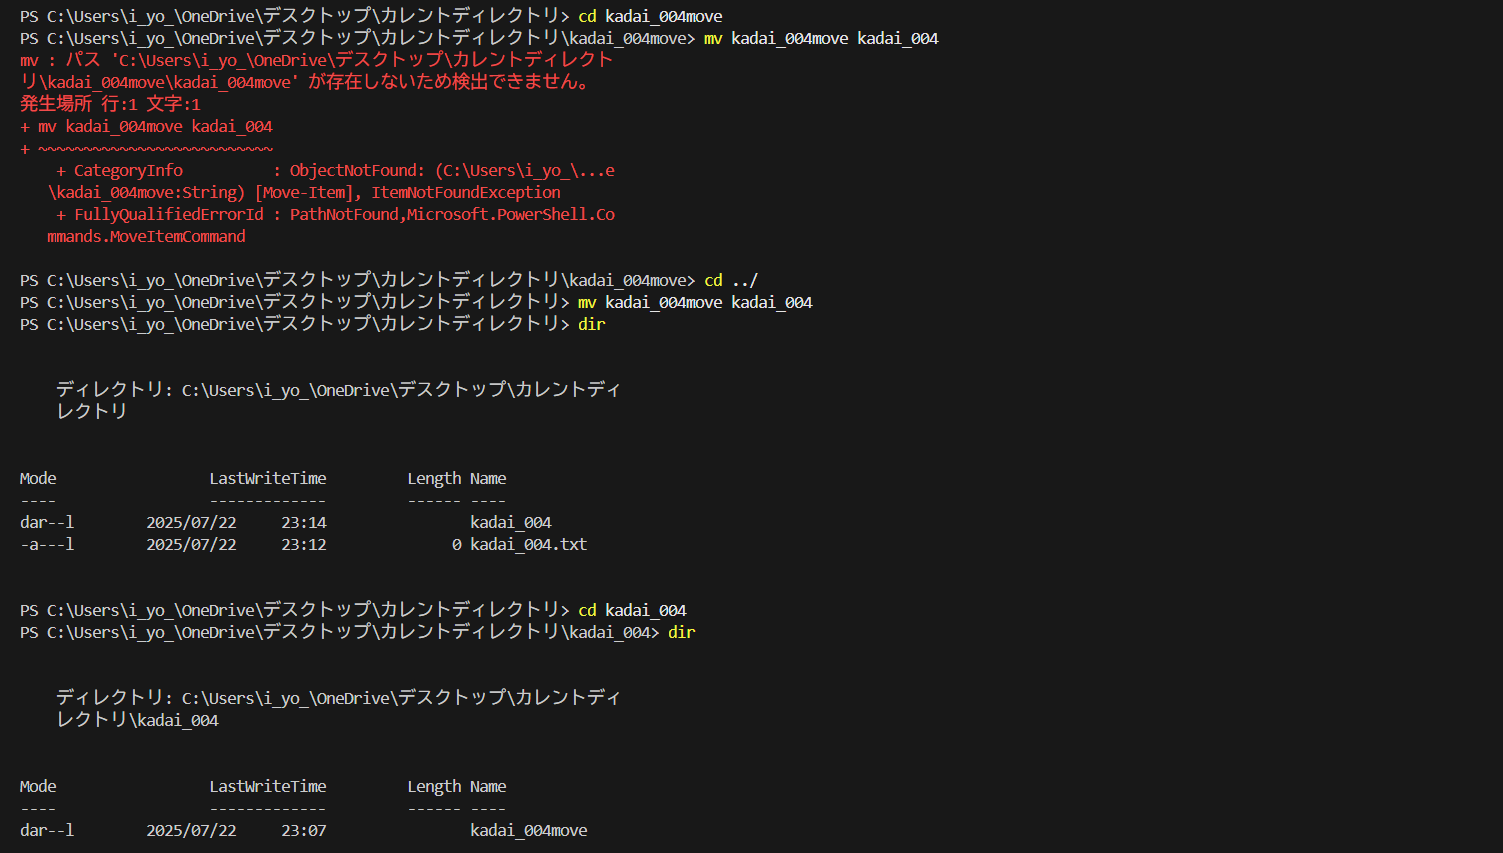 PS C:\Users\i_yo_\OneDrive\デスクトップ\カレントディレクトリ> cd kadai_004move
PS C:\Users\i_yo_\OneDrive\デスクトップ\カレントディレクトリ\kadai_004move> mv kadai_004move kadai_004
mv : パス 'C:\Users\i_yo_\OneDrive\デスクトップ\カレントディレクト
リ\kadai_004move\kadai_004move' が存在しないため検出できません。
発生場所 行:1 文字:1
+ mv kadai_004move kadai_004
+ ~~~~~~~~~~~~~~~~~~~~~~~~~~
    + CategoryInfo          : ObjectNotFound: (C:\Users\i_yo_\...e
   \kadai_004move:String) [Move-Item], ItemNotFoundException
    + FullyQualifiedErrorId : PathNotFound,Microsoft.PowerShell.Co
   mmands.MoveItemCommand
PS C:\Users\i_yo_\OneDrive\デスクトップ\カレントディレクトリ\kadai_004move> cd ../
PS C:\Users\i_yo_\OneDrive\デスクトップ\カレントディレクトリ> mv kadai_004move kadai_004
PS C:\Users\i_yo_\OneDrive\デスクトップ\カレントディレクトリ> dir
    ディレクトリ: C:\Users\i_yo_\OneDrive\デスクトップ\カレントディ
    レクトリ
Mode                 LastWriteTime         Length Name
----                 -------------         ------ ----
dar--l        2025/07/22     23:14                kadai_004
-a---l        2025/07/22     23:12              0 kadai_004.txt
PS C:\Users\i_yo_\OneDrive\デスクトップ\カレントディレクトリ> cd kadai_004
PS C:\Users\i_yo_\OneDrive\デスクトップ\カレントディレクトリ\kadai_004> dir
    ディレクトリ: C:\Users\i_yo_\OneDrive\デスクトップ\カレントディ
    レクトリ\kadai_004
Mode                 LastWriteTime         Length Name
----                 -------------         ------ ----
dar--l        2025/07/22     23:07                kadai_004move